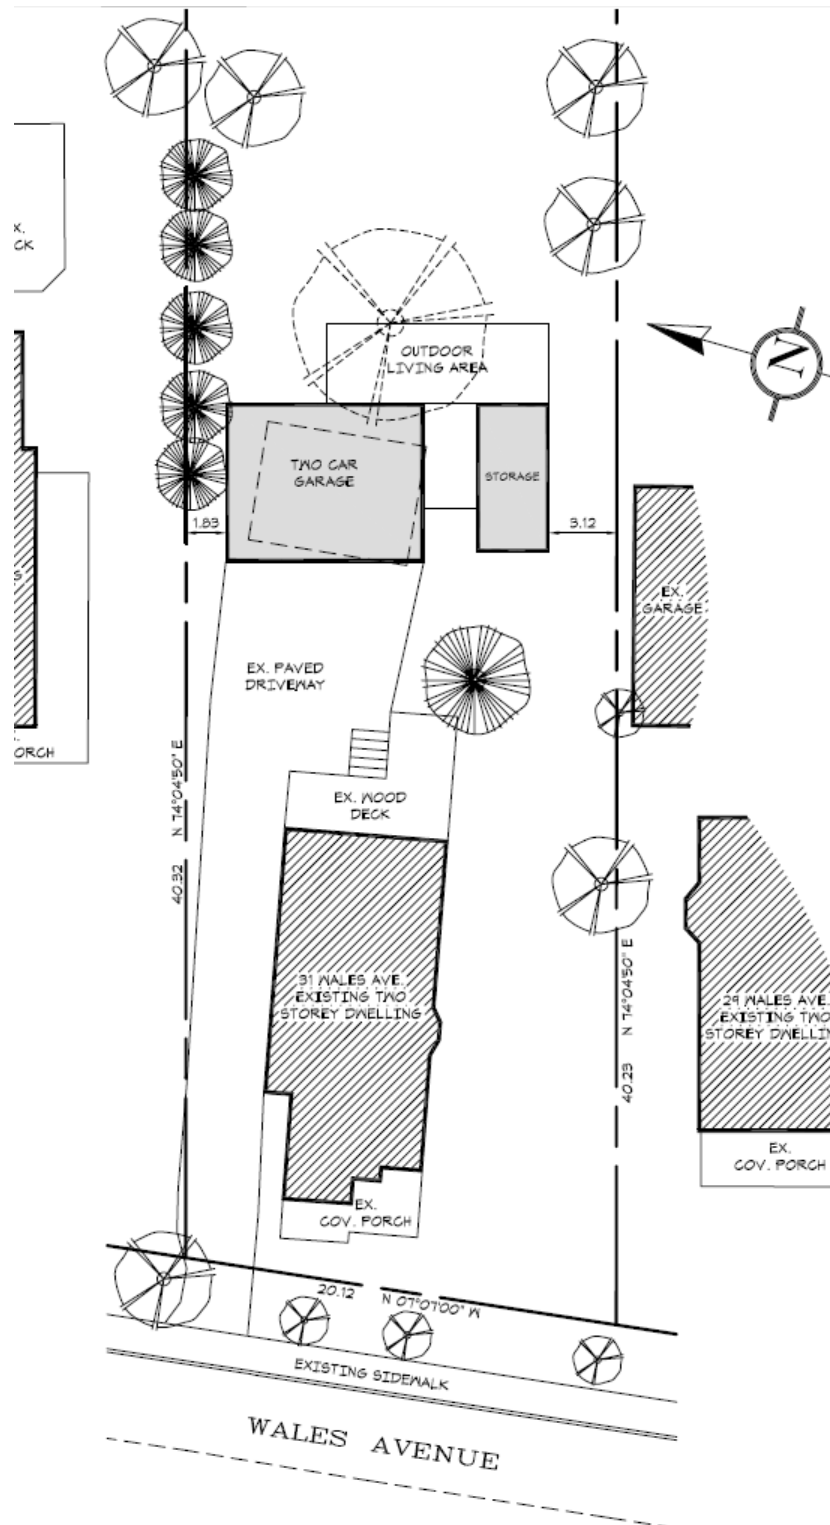 X.
CK
OUTDOOR
LIVING AREA
N
TWO CAR
GARAGE
STORAGE
1.83
3.12
S
EX.
GARAGE
EX. PAVED
DRIVEWAY
ORCH
N 74°04'50" E
40.32
EX. WOOD
DECK
31 WALES AVE.
EXISTING TWO
STOREY DWELLING
N 74°04'50" E
40.23
29 WALES AVE.
EXISTING TWO
STOREY DWELLIN
EX.
COV. PORCH
EX.
COV. PORCH
20.12 N 07°07'00" W
EXISTING SIDEWALK
WALES AVENUE